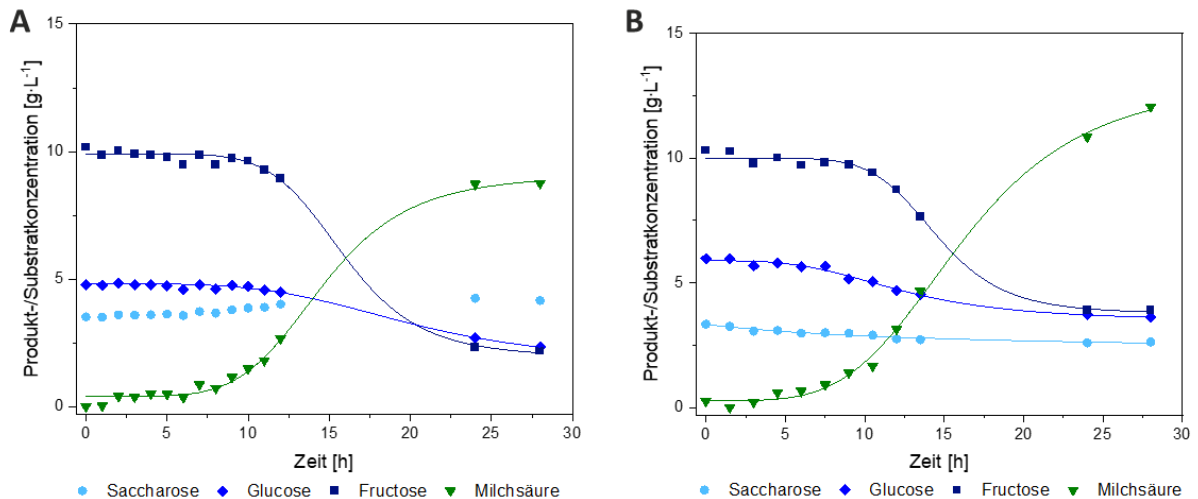 A
15
10
5
0
Produkt-/Substratkonzentration [g·L⁻¹]
0 5 10 15 20 25 30
Zeit [h]
Saccharose Glucose Fructose Milchsäure
B
15
10
5
0
Produkt-/Substratkonzentration [g·L⁻¹]
0 5 10 15 20 25 30
Zeit [h]
Saccharose Glucose Fructose Milchsäure